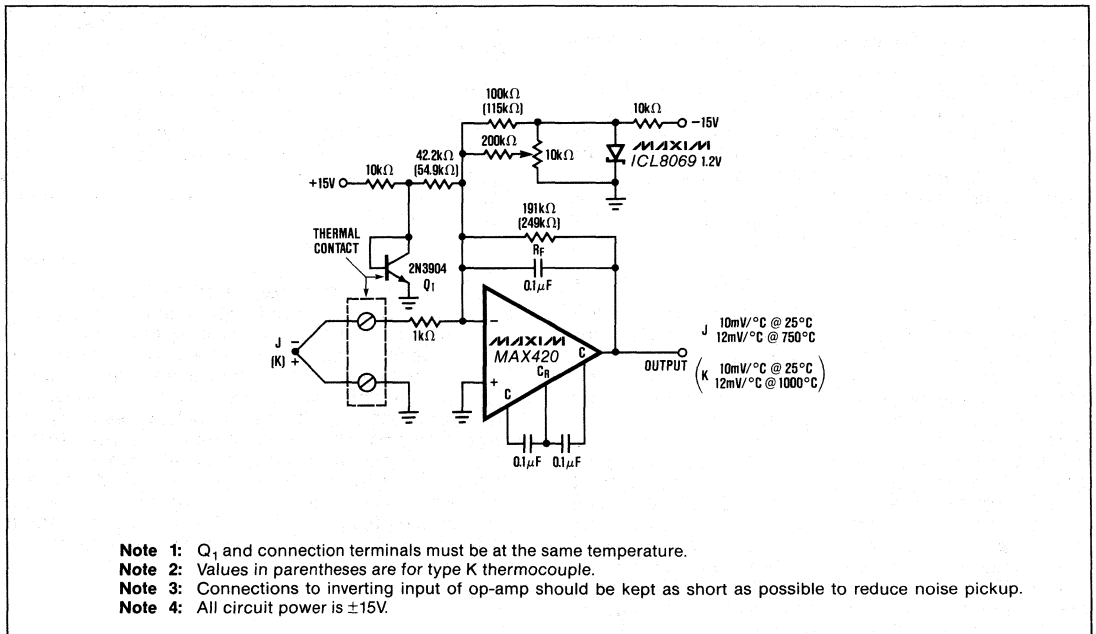 100kΩ
(115kΩ)
10kΩ
−15V
200kΩ
10kΩ
MAXIM
ICL8069 1.2V
42.2kΩ
(54.9kΩ)
10kΩ
+15V
191kΩ
(249kΩ)
RF
0.1μF
THERMAL
CONTACT
2N3904
Q1
J −
(K) +
1kΩ
−
MAXIM
MAX420
+
C
CR
C
OUTPUT
J 10mV/°C @ 25°C
12mV/°C @ 750°C
(K 10mV/°C @ 25°C
12mV/°C @ 1000°C)
0.1μF 0.1μF
Note 1: Q1 and connection terminals must be at the same temperature.
Note 2: Values in parentheses are for type K thermocouple.
Note 3: Connections to inverting input of op-amp should be kept as short as possible to reduce noise pickup.
Note 4: All circuit power is ±15V.